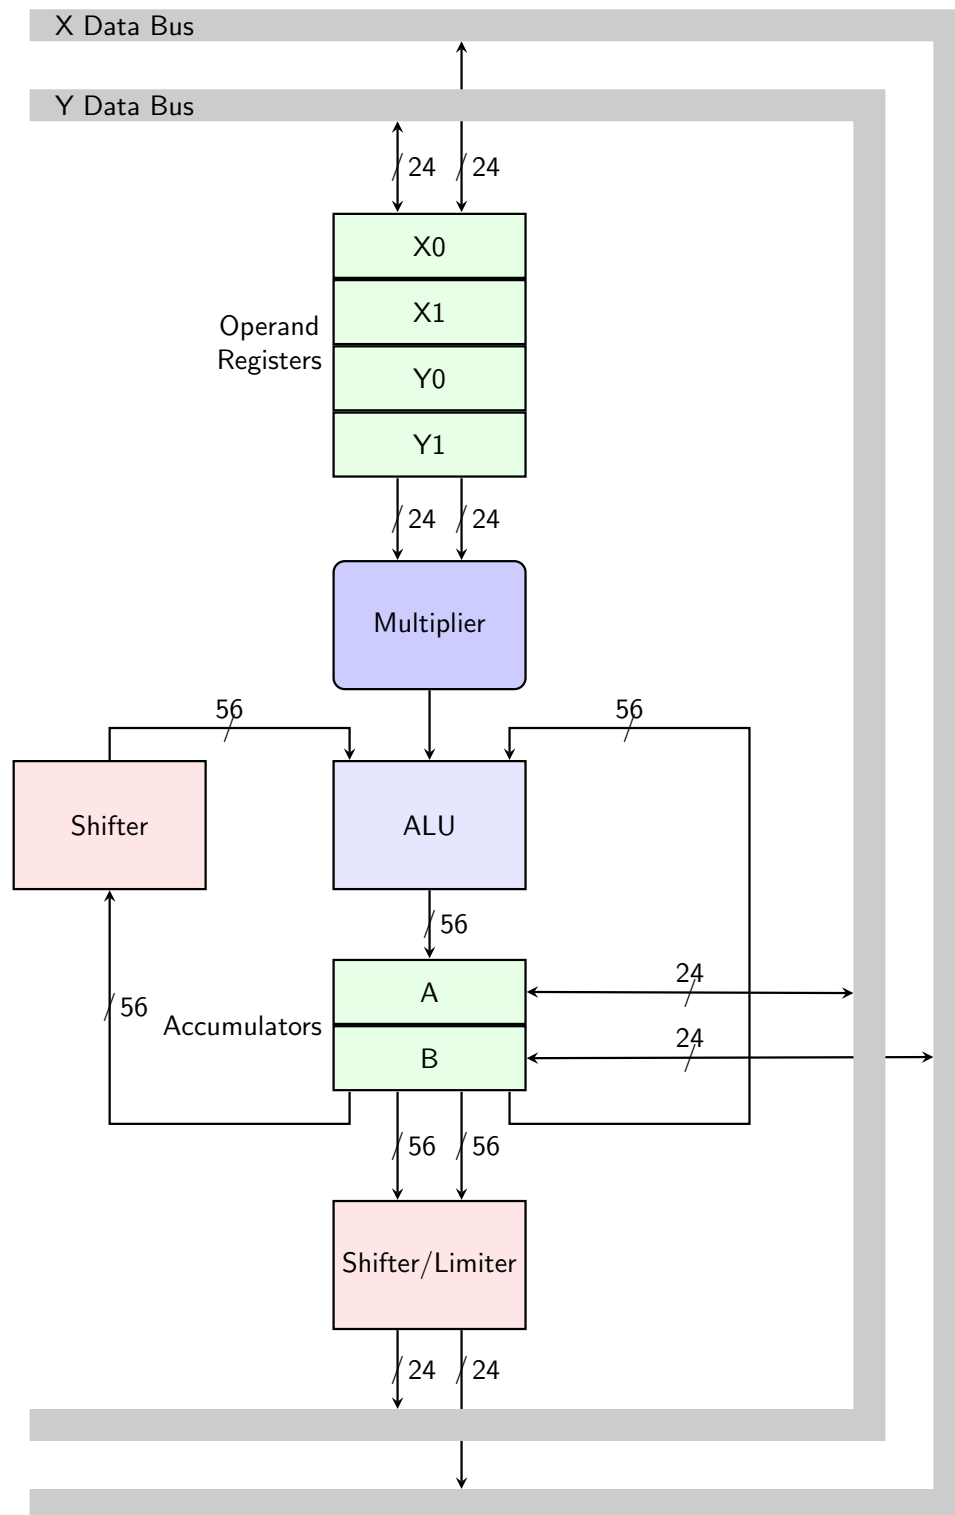 X Data Bus
Y Data Bus
24 24
X0
X1
Operand
Registers
Y0
Y1
24 24
Multiplier
56 56
Shifter
ALU
56
A
24
56
Accumulators
B
24
56 56
Shifter/Limiter
24 24